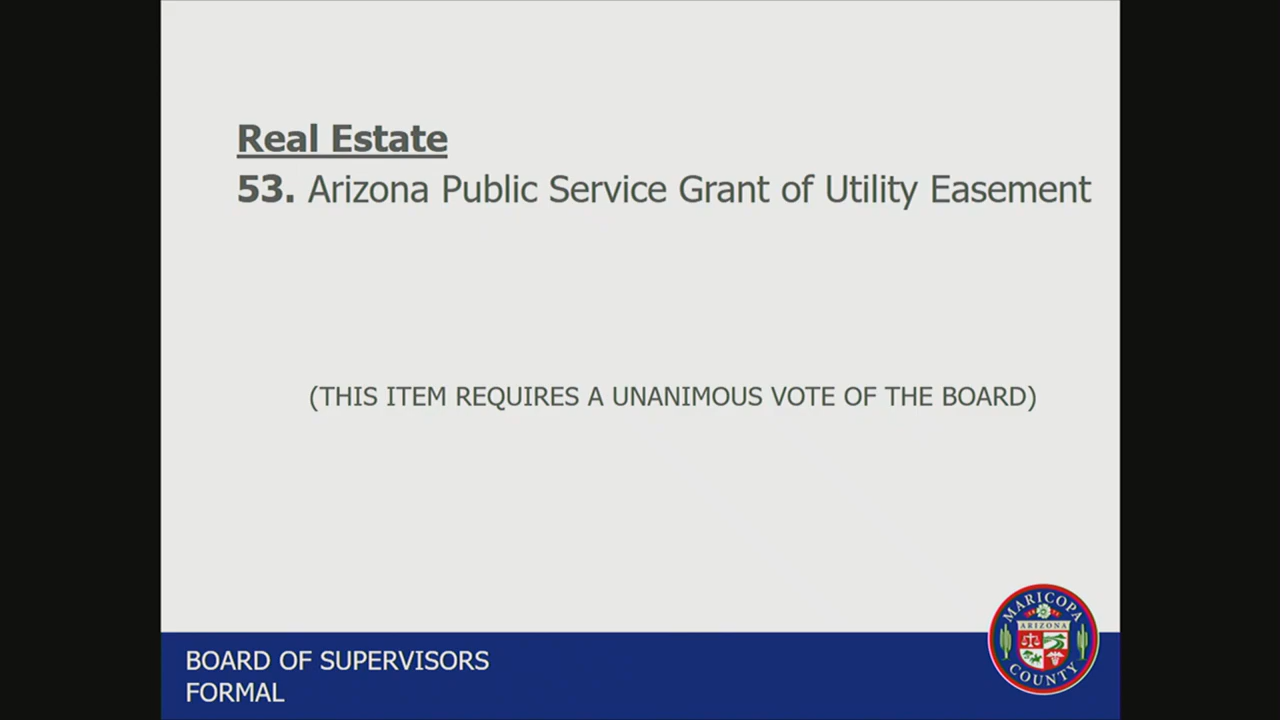 Real Estate
53. Arizona Public Service Grant of Utility Easement
(THIS ITEM REQUIRES A UNANIMOUS VOTE OF THE BOARD)
BOARD OF SUPERVISORS
FORMAL
MARICOPA
ARIZONA
COUNTY